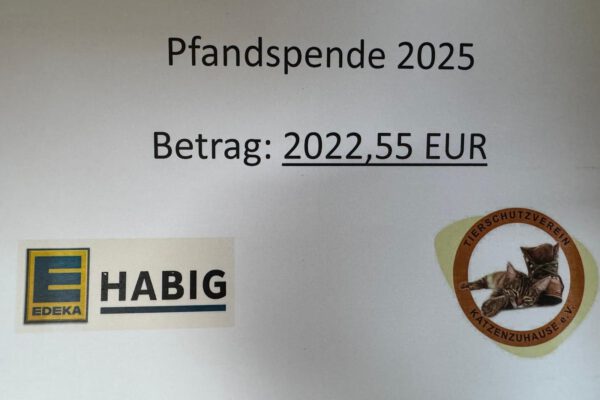 Pfandspende 2025
Betrag: 2022,55 EUR
E
EDEKA
HABIG
TIERSCHUTZVEREIN
KATZENZUHAUSE e.V.